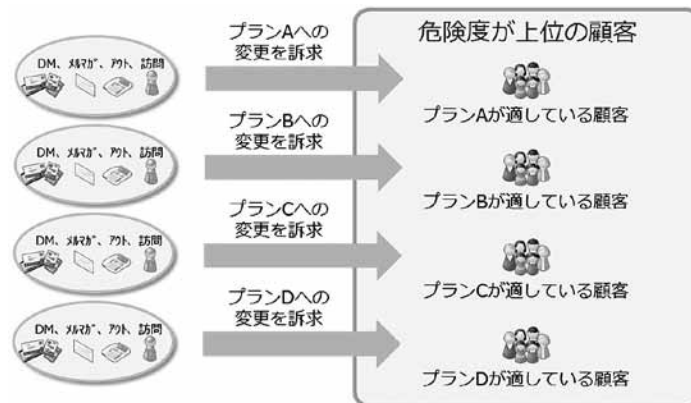 危険度が上位の顧客
DM、メルマガ、アウト、訪問
プランAへの
変更を訴求
プランAが適している顧客
DM、メルマガ、アウト、訪問
プランBへの
変更を訴求
プランBが適している顧客
DM、メルマガ、アウト、訪問
プランCへの
変更を訴求
プランCが適している顧客
DM、メルマガ、アウト、訪問
プランDへの
変更を訴求
プランDが適している顧客